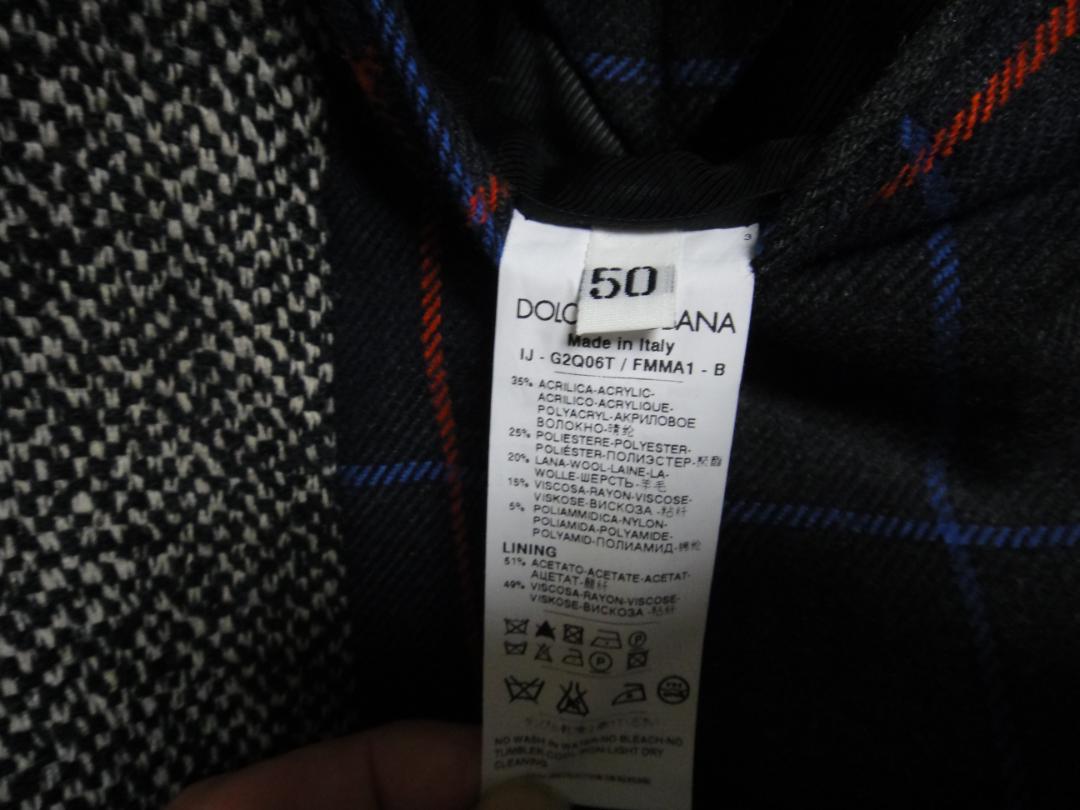 3
50
DOLC BANA
Made in Italy
IJ - G2Q06T / FMMA1 - B
35% ACRILICA-ACRYLIC-
ACRILICO-ACRYLIQUE-
POLYACRYL-АКРИЛОВОЕ
ВОЛОКНО-腈纶
25% POLIESTERE-POLYESTER-
POLIÉSTER-ПОЛИЭСТЕР-聚酯
20% LANA-WOOL-LAINE-LA-
WOLLE-ШЕРСТЬ-羊毛
15% VISCOSA-RAYON-VISCOSE-
VISKOSE-ВИСКОЗА -粘纤
5% POLIAMMIDICA-NYLON-
POLIAMIDA-POLYAMIDE-
POLYAMID-ПОЛИАМИД-锦纶
LINING
51% ACETATO-ACETATE-ACETAT-
АЦЕТАТ-醋纤
49% VISCOSA-RAYON-VISCOSE-
VISKOSE-ВИСКОЗА -粘纤
P
P
NO WASH IN WATER-NO BLEACH-NO
TUMBLER-COOL IRON-LIGHT DRY
CLEANING